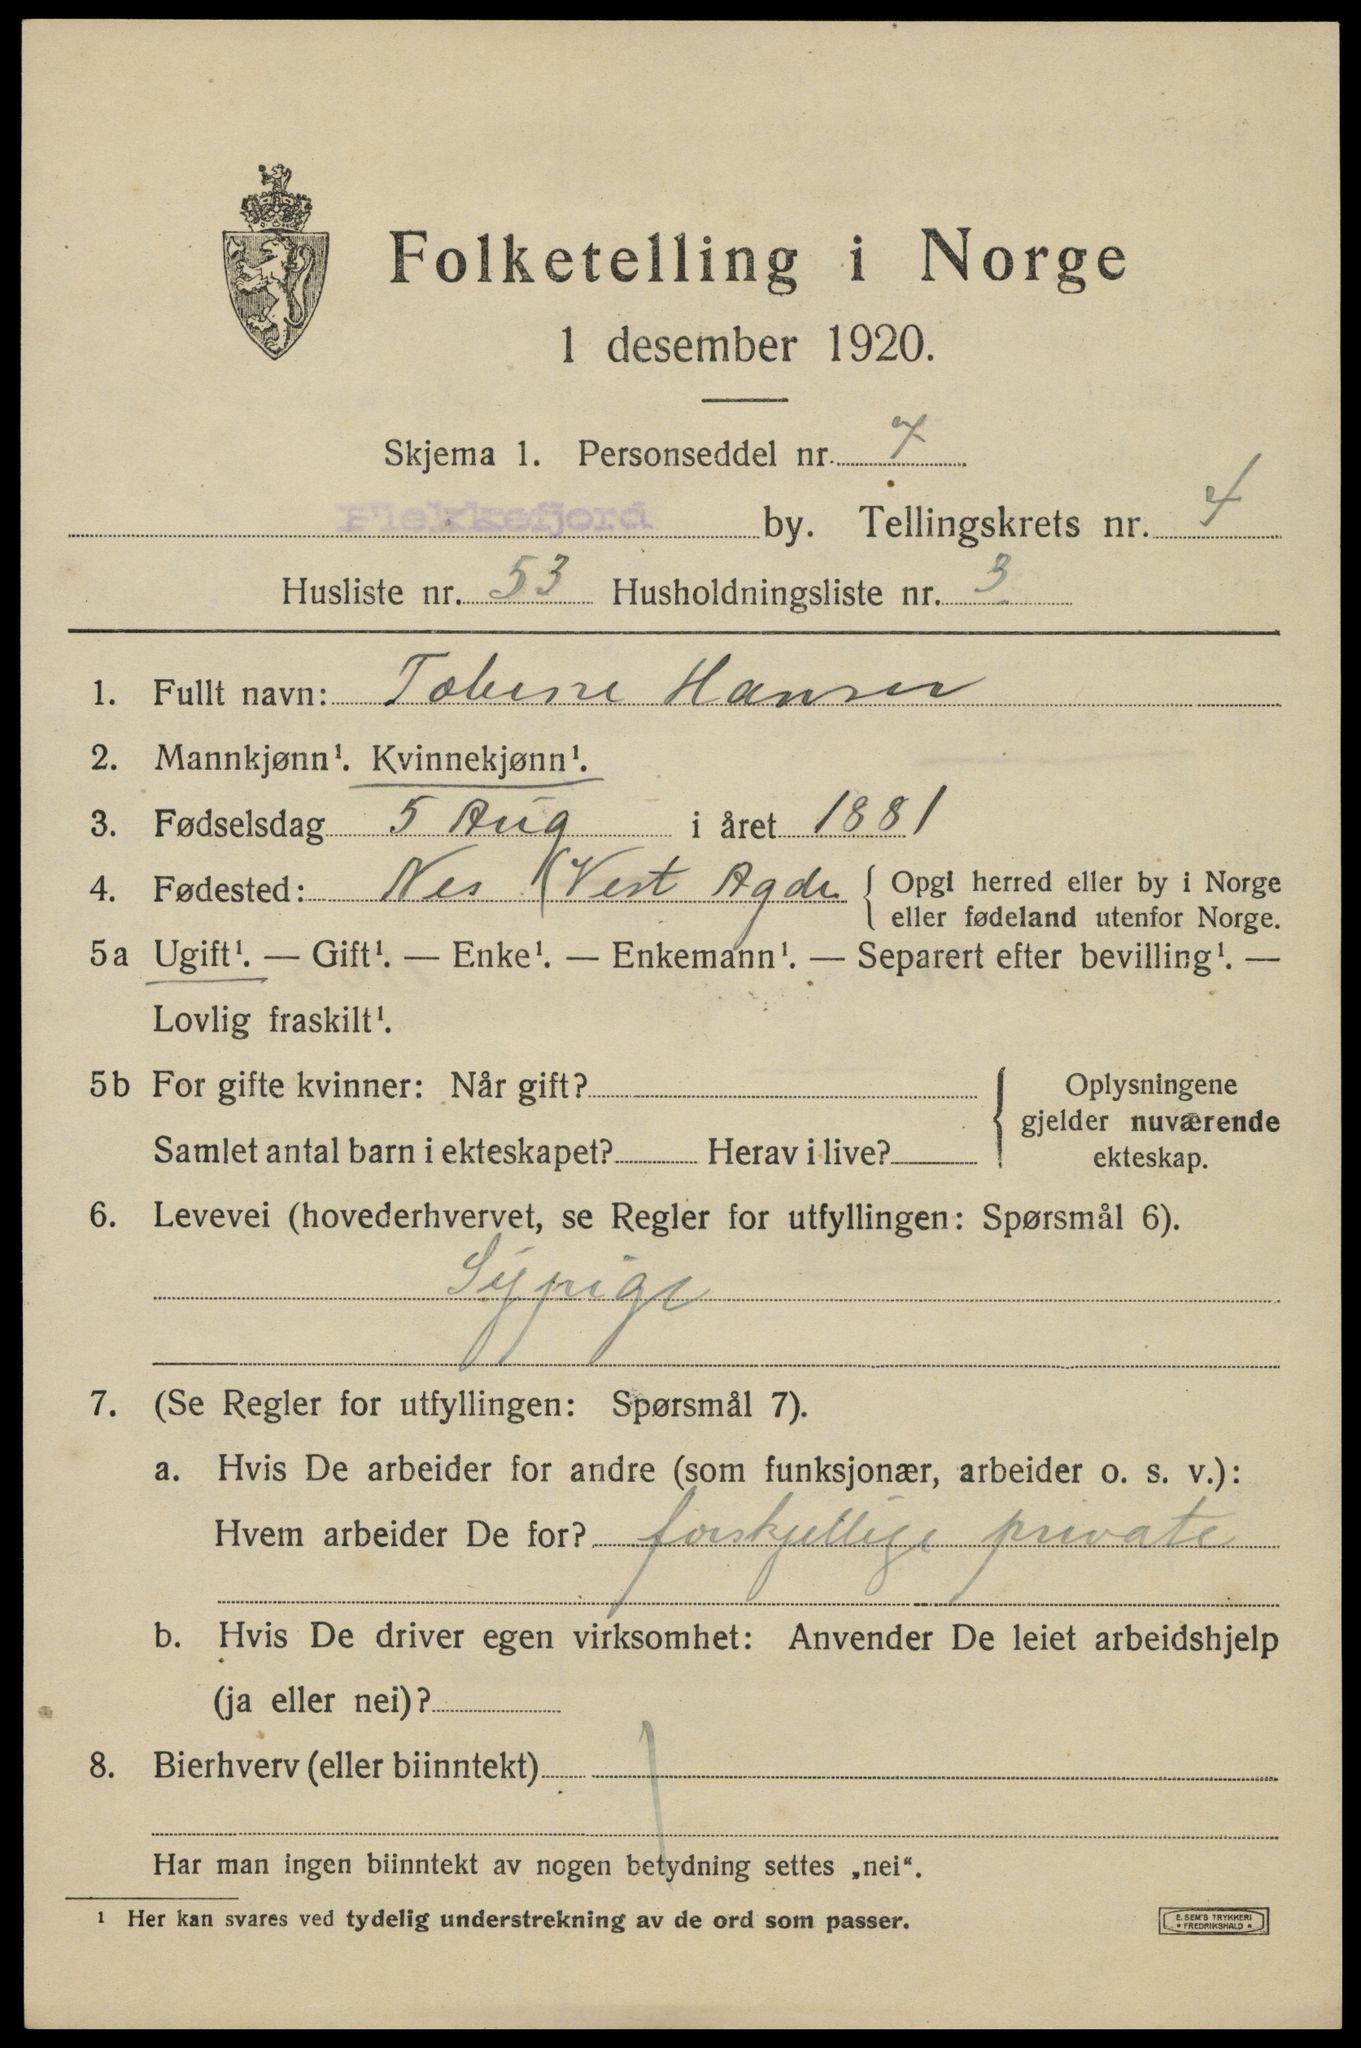 Folketelling i Norge
1 desember 1920.
Skjema 1. Personseddel nr. 7
Flekkefjord by. Tellingskrets nr. 4
Husliste nr. 53 Husholdningsliste nr. 3
1. Fullt navn: Tobine Hansen
2. Mannkjønn¹. Kvinnekjønn¹.
3. Fødselsdag 5 Aug i året 1881
4. Fødested: Nes (Vest Agde { Opgi herred eller by i Norge
eller fødeland utenfor Norge.
5a Ugift¹. — Gift¹. — Enke¹. — Enkemann¹. — Separert efter bevilling¹. —
Lovlig fraskilt¹.
5b For gifte kvinner: Når gift?
Samlet antal barn i ekteskapet? Herav i live?
{ Oplysningene
gjelder nuværende
ekteskap.
6. Levevei (hovederhvervet, se Regler for utfyllingen: Spørsmål 6).
Sypige
7. (Se Regler for utfyllingen: Spørsmål 7).
a. Hvis De arbeider for andre (som funksjonær, arbeider o. s. v.):
Hvem arbeider De for? forskjellige private
b. Hvis De driver egen virksomhet: Anvender De leiet arbeidshjelp
(ja eller nei)?
8. Bierhverv (eller biinntekt)
Har man ingen biinntekt av nogen betydning settes „nei“.
¹ Her kan svares ved tydelig understrekning av de ord som passer.
E. SEM'S TRYKKERI
* FREDRIKSHALD *